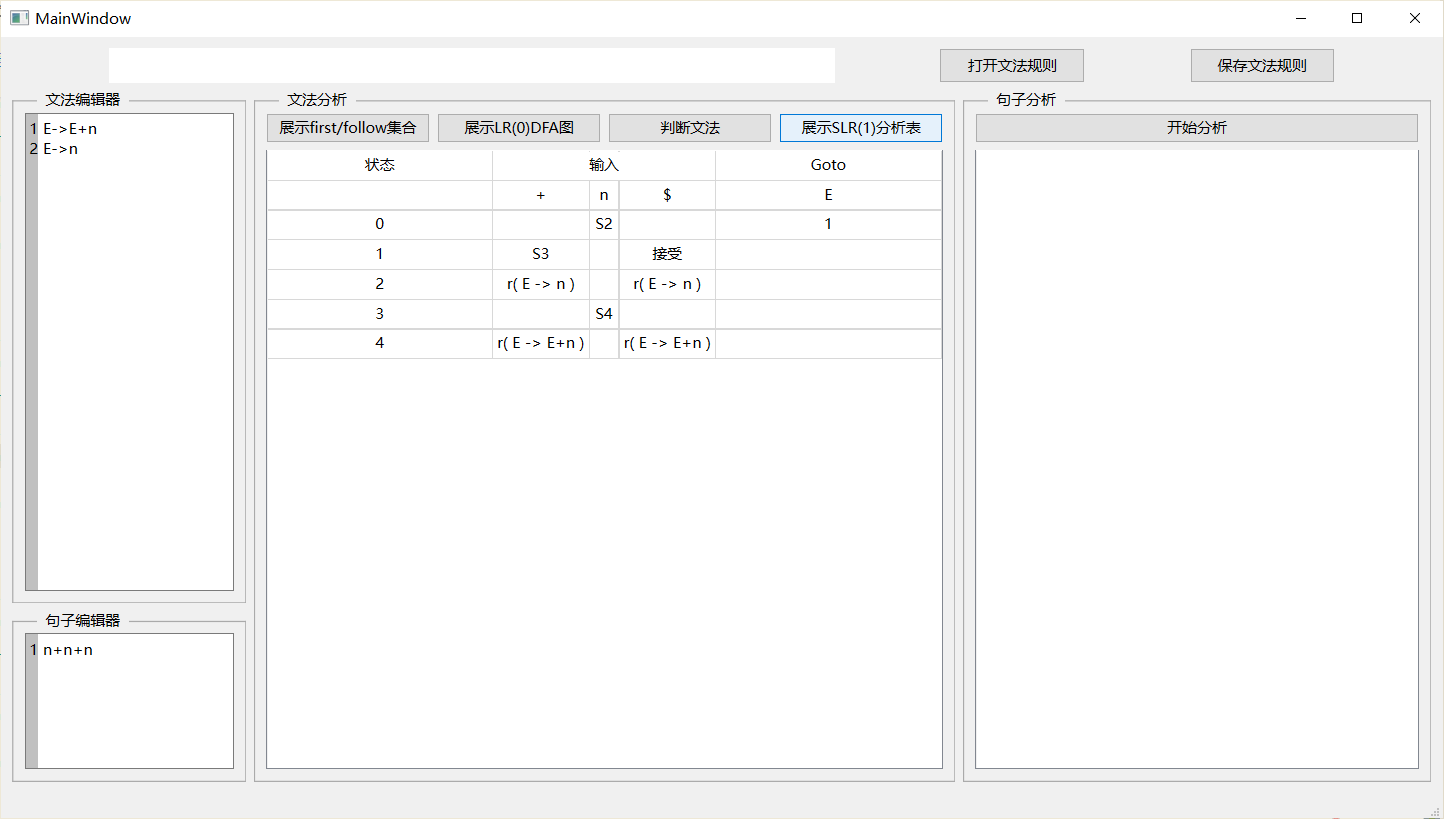 MainWindow
打开文法规则 保存文法规则
文法编辑器
1 E->E+n
2 E->n
句子编辑器
1 n+n+n
文法分析
展示first/follow集合 展示LR(0)DFA图 判断文法 展示SLR(1)分析表
状态 输入 Goto
+ n $ E
0 S2 1
1 S3 接受
2 r( E -> n ) r( E -> n )
3 S4
4 r( E -> E+n ) r( E -> E+n )
句子分析
开始分析